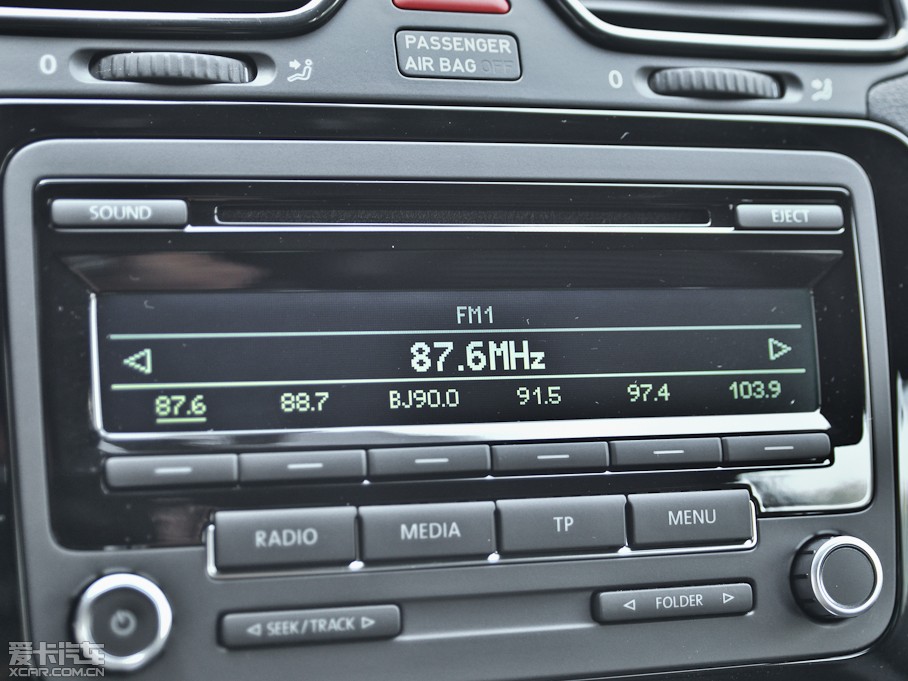 PASSENGER
AIR BAG OFF
0
0
SOUND
EJECT
FM1
87.6MHz
87.6 88.7 BJ90.0 91.5 97.4 103.9
RADIO MEDIA TP MENU
SEEK/TRACK
FOLDER
爱卡汽车
XCAR.COM.CN